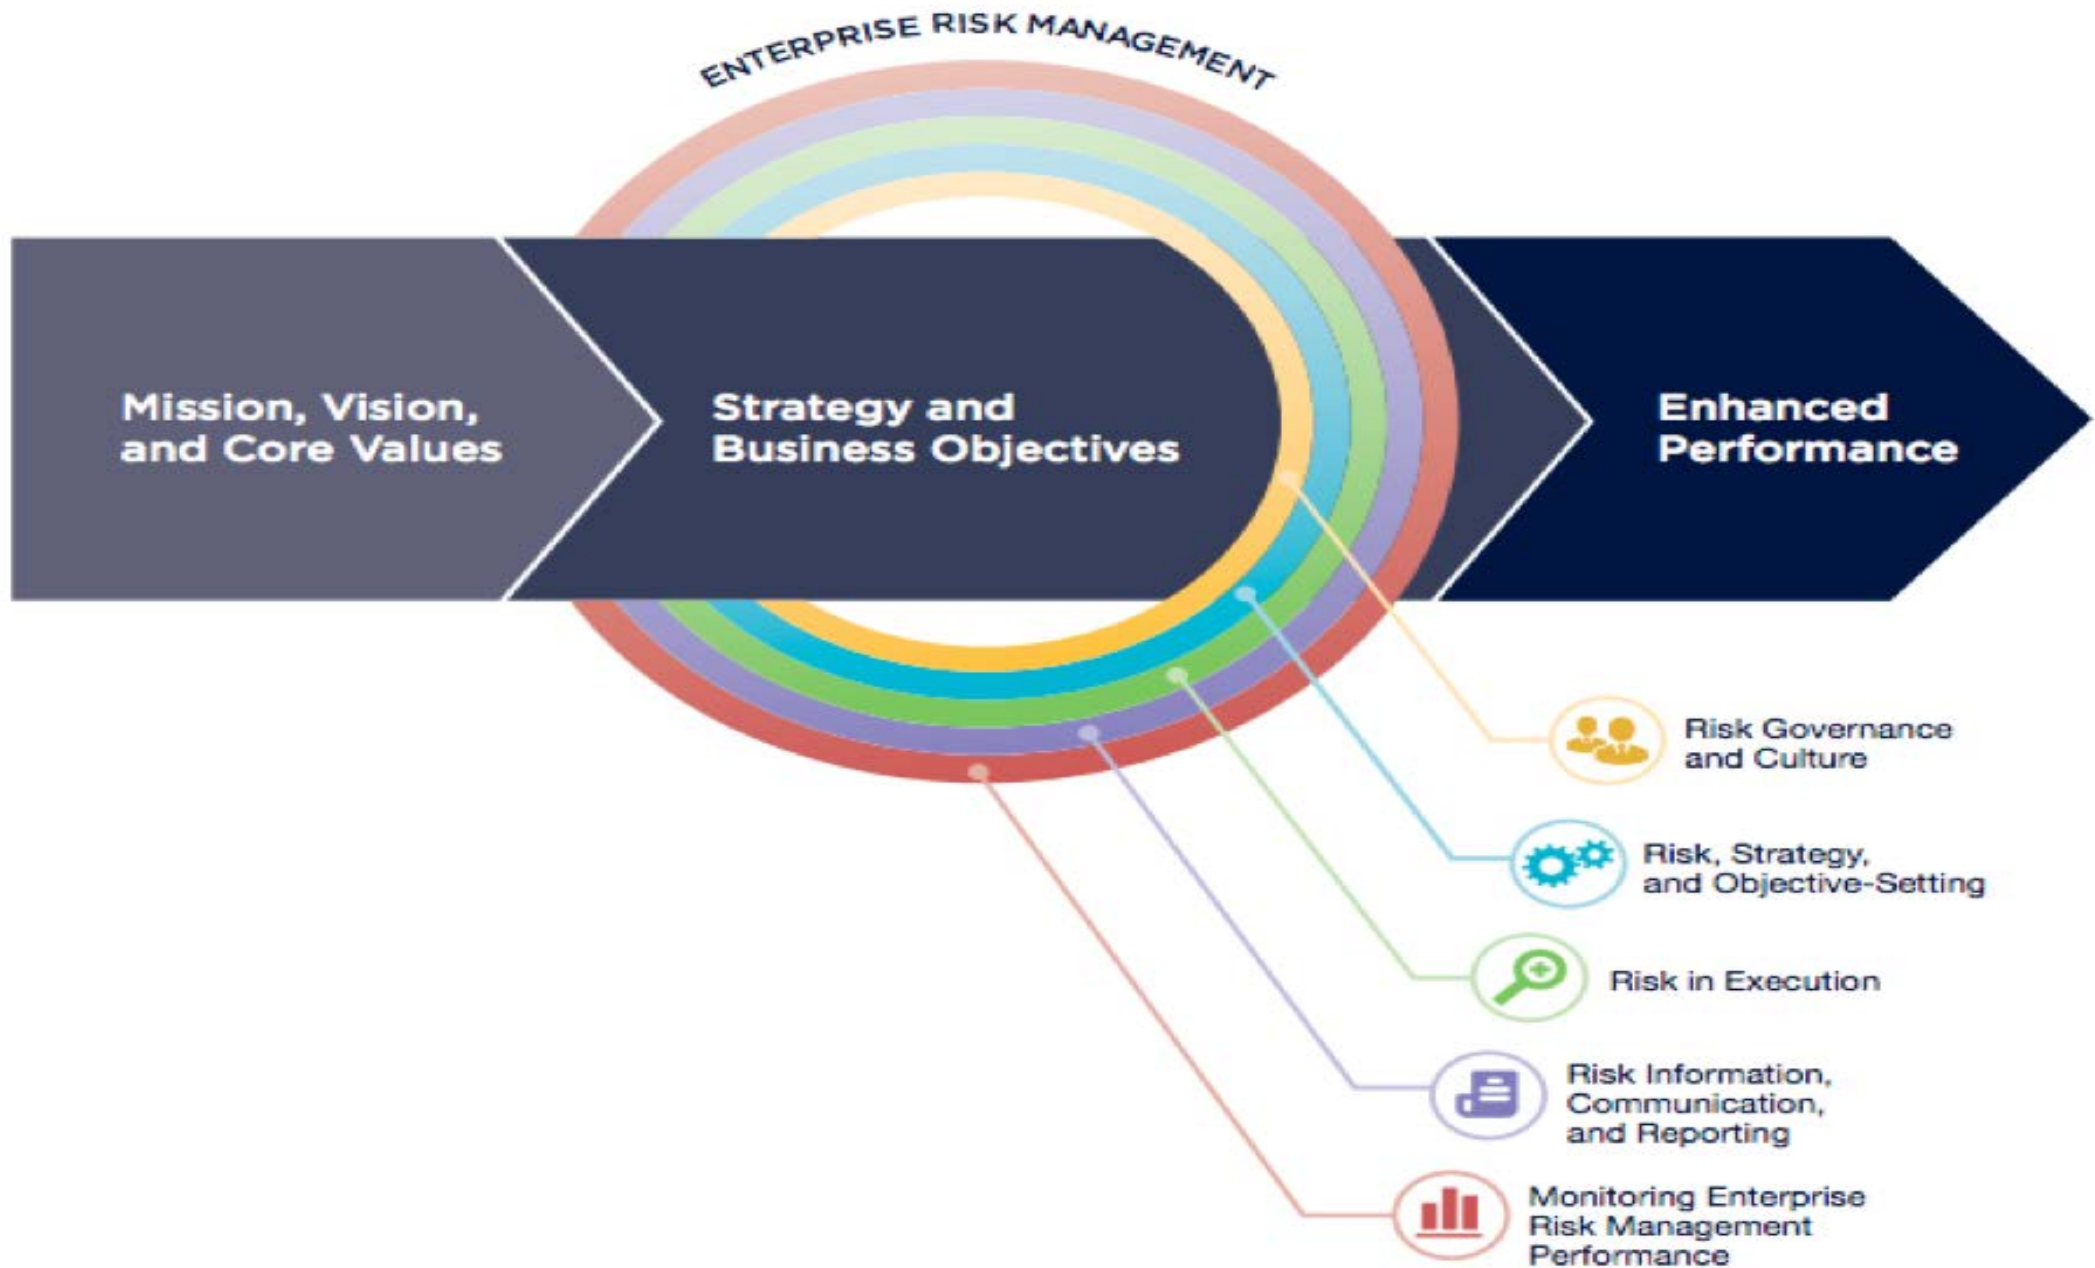 ENTERPRISE RISK MANAGEMENT
Mission, Vision,
and Core Values
Strategy and
Business Objectives
Enhanced
Performance
Risk Governance
and Culture
Risk, Strategy,
and Objective-Setting
Risk in Execution
Risk Information,
Communication,
and Reporting
Monitoring Enterprise
Risk Management
Performance